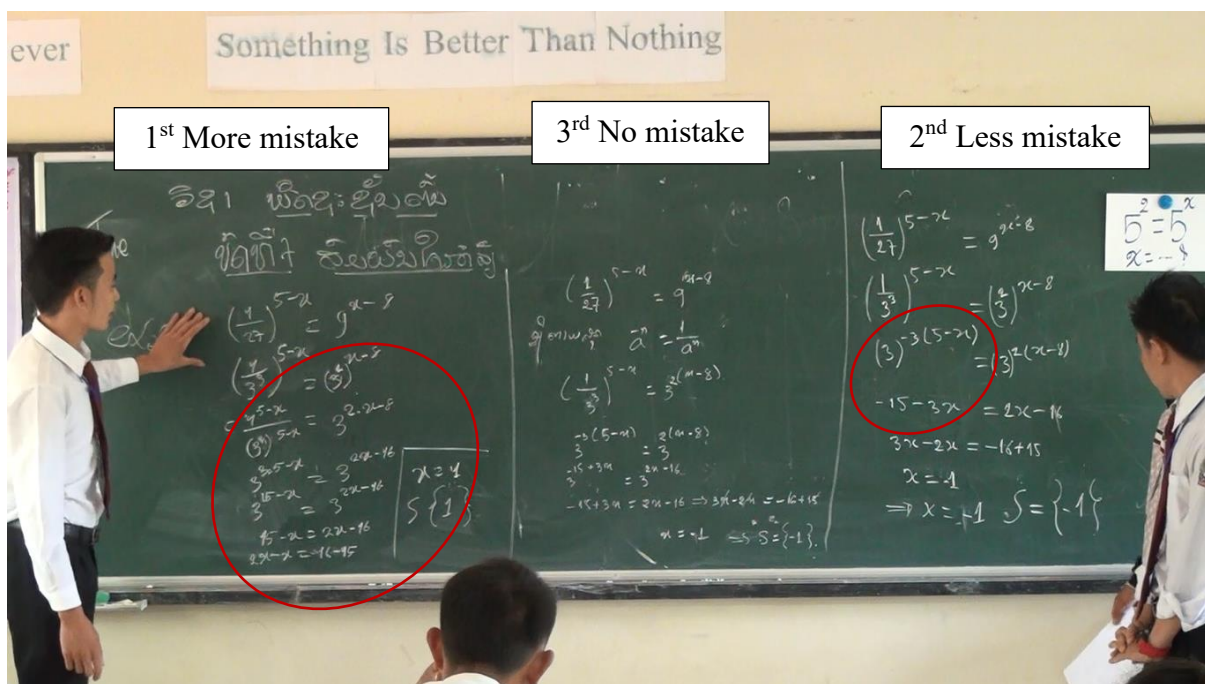 ever
Something Is Better Than Nothing
1st More mistake
3rd No mistake
2nd Less mistake
(1/27)^5-x = 9^x-8
(1/3^3)^5-x = (3^2)^x-8
3^2·x-8
3^15-x = 3^2x-16
15-x = 2x-16
2x-x = -16-15
x=1
S{1}
(1/27)^5-x = 9^x-8
a^-n = 1/a^n
(1/3^3)^5-x = 3^2(x-8)
3^-3(5-x) = 3^2(x-8)
3^-15+3x = 3^2x-16
-15+3x = 2x-16 ⇒ 3x-2x = -16+15
x = -1 ⇒ S={-1}.
(1/27)^5-x = 9^x-8
(1/3^3)^5-x = (3^2)^x-8
(3)^-3(5-x) = (3)^2(x-8)
-15-3x = 2x-16
3x-2x = -16+15
x = -1
⇒ x = -1 S={-1}
5^2=5^x
x=--?